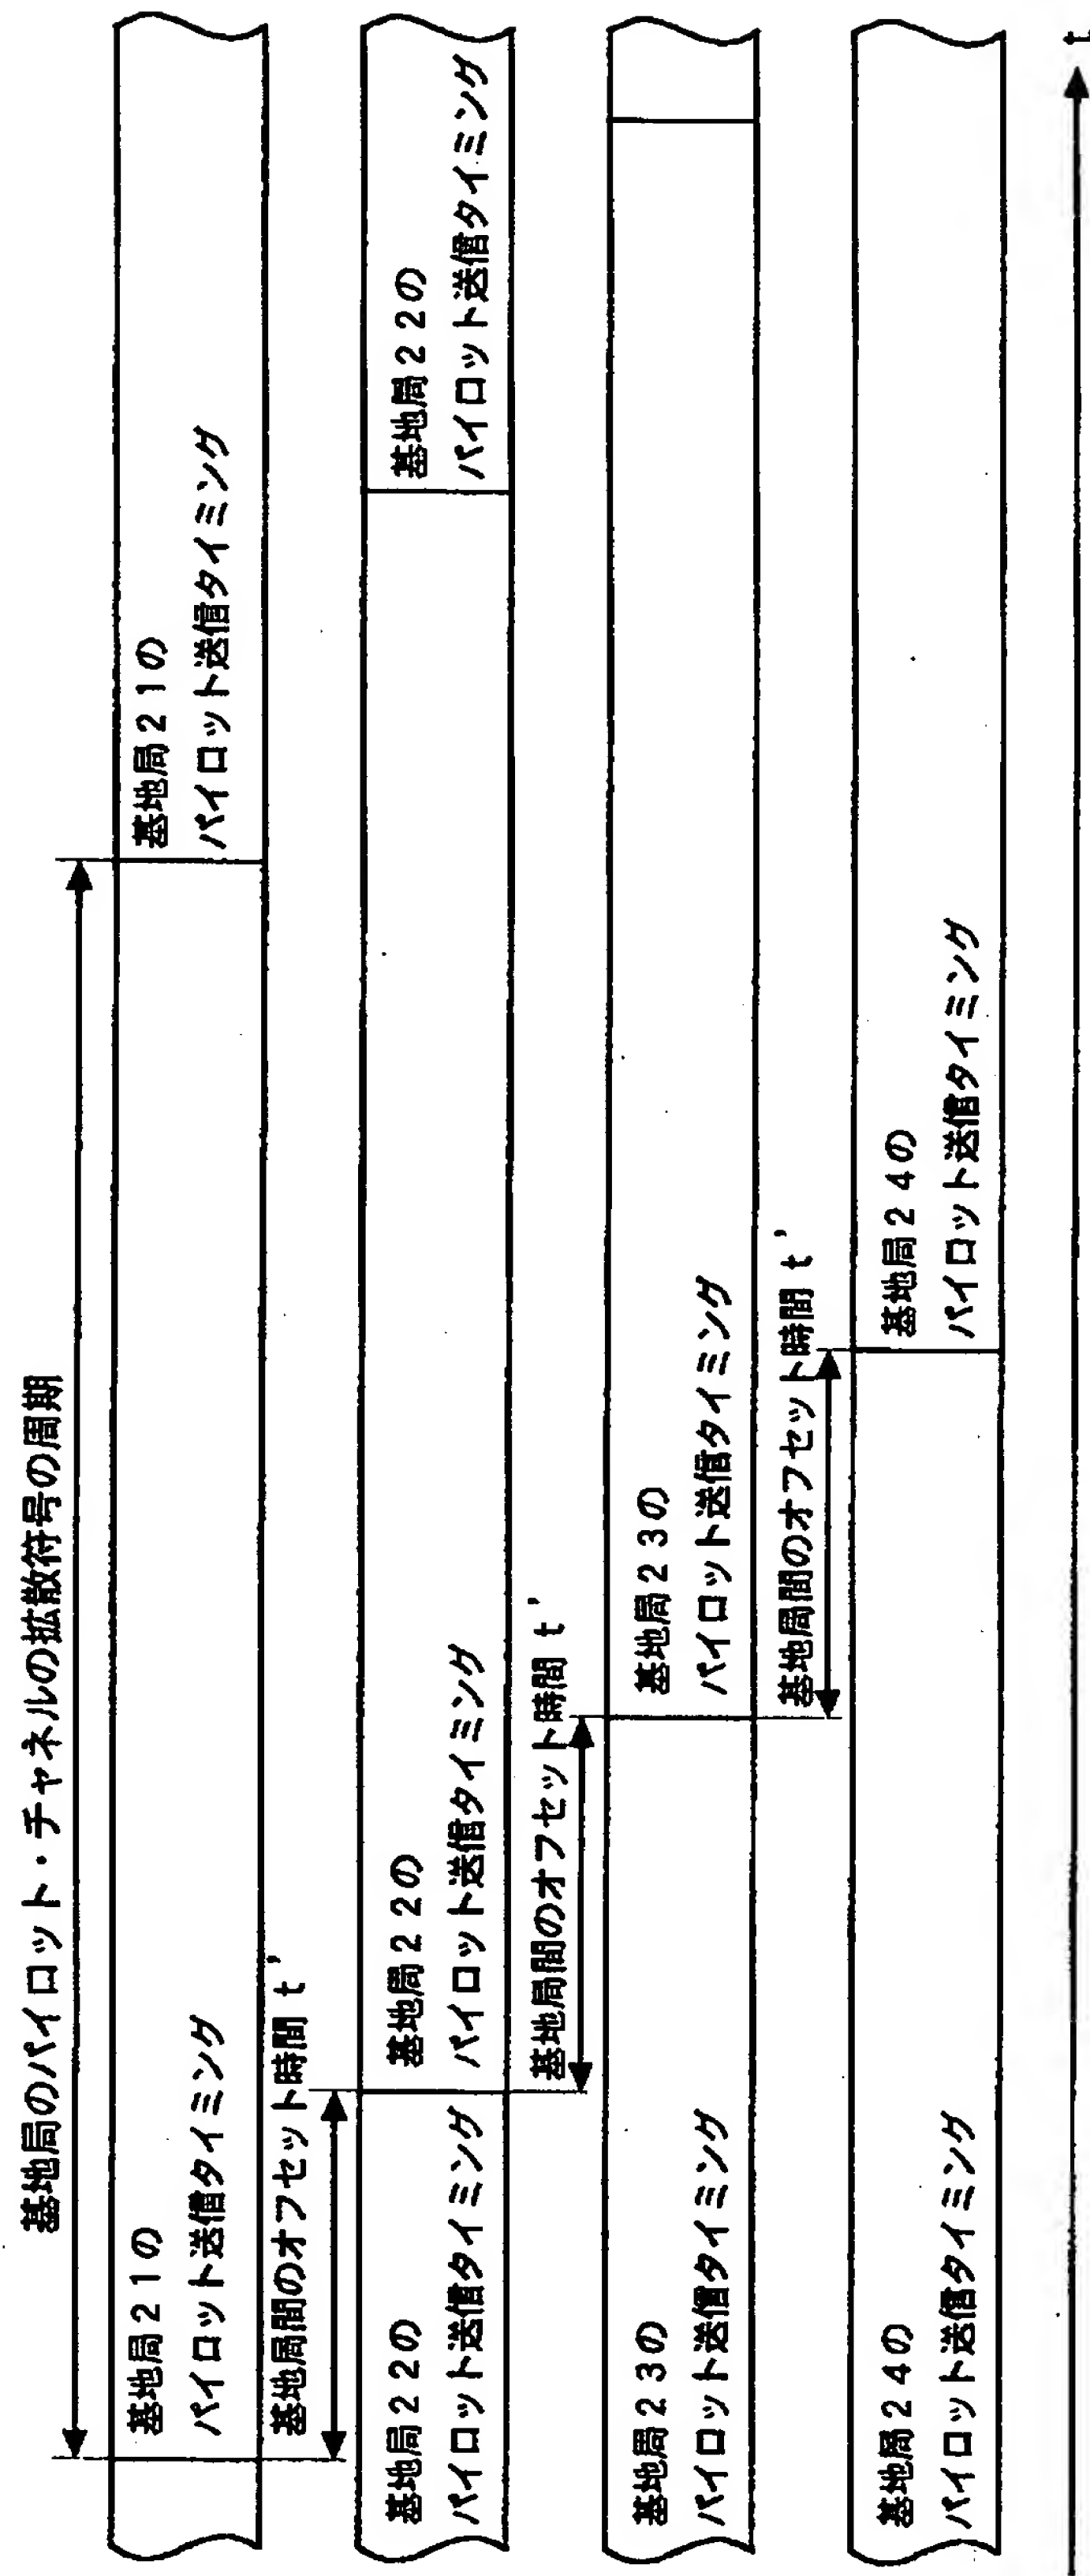 基地局のパイロット・チャネルの拡散符号の周期
基地局21の
パイロット送信タイミング
基地局21の
パイロット送信タイミング
基地局間のオフセット時間 t'
基地局22の
パイロット送信タイミング
基地局22の
パイロット送信タイミング
基地局22の
パイロット送信タイミング
基地局間のオフセット時間 t'
基地局23の
パイロット送信タイミング
基地局23の
パイロット送信タイミング
基地局間のオフセット時間 t'
基地局24の
パイロット送信タイミング
基地局24の
パイロット送信タイミング
t